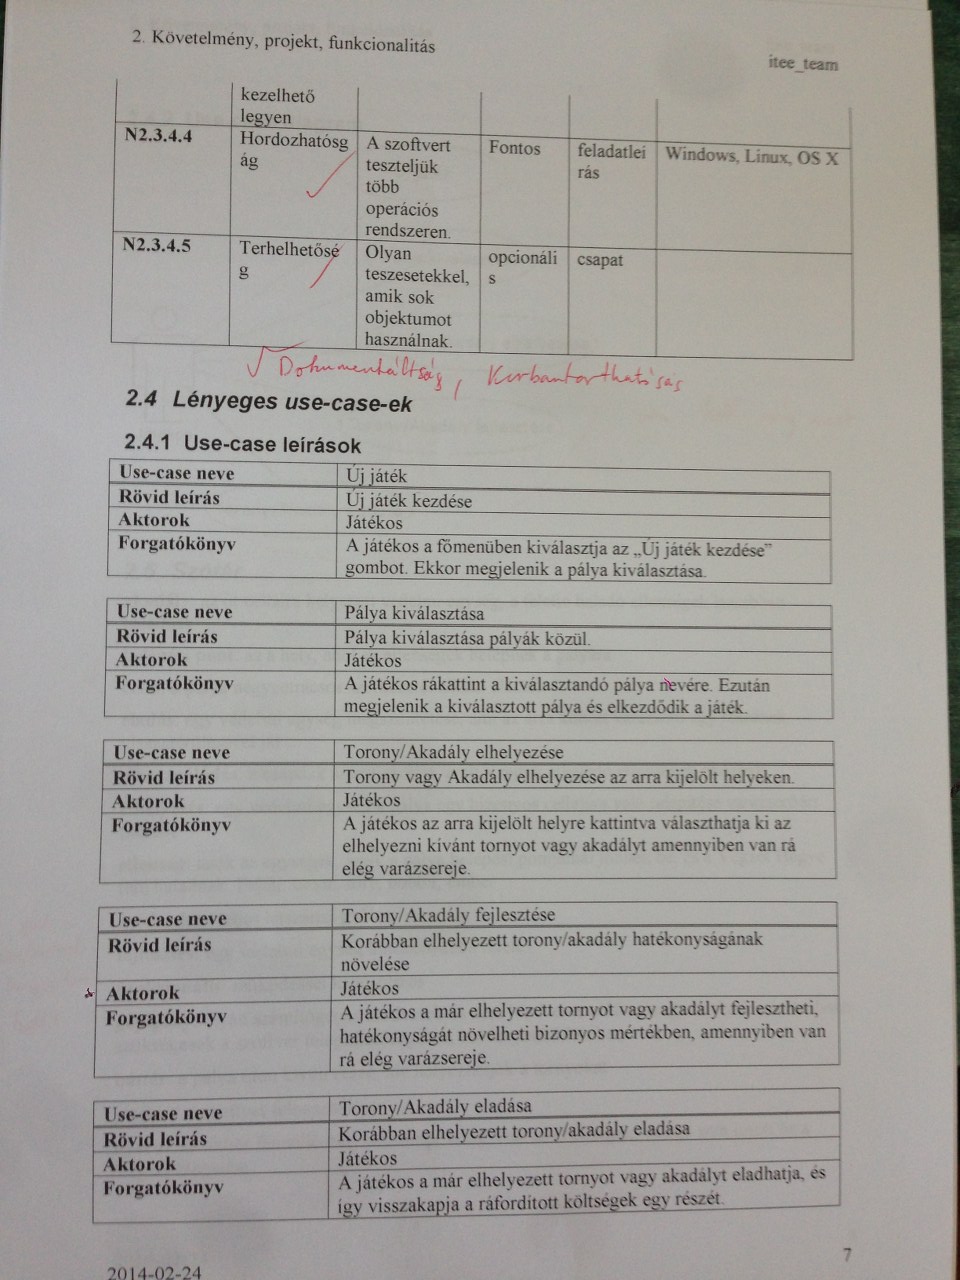 2. Követelmény, projekt, funkcionalitás
itee_team
kezelhető
legyen
N2.3.4.4
Hordozhatósg
ág
A szoftvert
teszteljük
több
operációs
rendszeren.
Fontos
feladatlei
rás
Windows, Linux, OS X
N2.3.4.5
Terhelhetősé
g
Olyan
teszesetekkel,
amik sok
objektumot
használnak.
opcionáli
s
csapat
Dokumentáltság, Karbantarthatóság
2.4 Lényeges use-case-ek
2.4.1 Use-case leírások
Use-case neve Új játék
Rövid leírás Új játék kezdése
Aktorok Játékos
Forgatókönyv A játékos a főmenüben kiválasztja az „Új játék kezdése”
gombot. Ekkor megjelenik a pálya kiválasztása.
Use-case neve Pálya kiválasztása
Rövid leírás Pálya kiválasztása pályák közül.
Aktorok Játékos
Forgatókönyv A játékos rákattint a kiválasztandó pálya nevére. Ezután
megjelenik a kiválasztott pálya és elkezdődik a játék.
Use-case neve Torony/Akadály elhelyezése
Rövid leírás Torony vagy Akadály elhelyezése az arra kijelölt helyeken.
Aktorok Játékos
Forgatókönyv A játékos az arra kijelölt helyre kattintva választhatja ki az
elhelyezni kívánt tornyot vagy akadályt amennyiben van rá
elég varázsereje.
Use-case neve Torony/Akadály fejlesztése
Rövid leírás Korábban elhelyezett torony/akadály hatékonyságának
növelése
Aktorok Játékos
Forgatókönyv A játékos a már elhelyezett tornyot vagy akadályt fejlesztheti,
hatékonyságát növelheti bizonyos mértékben, amennyiben van
rá elég varázsereje.
Use-case neve Torony/Akadály eladása
Rövid leírás Korábban elhelyezett torony/akadály eladása
Aktorok Játékos
Forgatókönyv A játékos a már elhelyezett tornyot vagy akadályt eladhatja, és
így visszakapja a ráfordított költségek egy részét.
7
2014-02-24